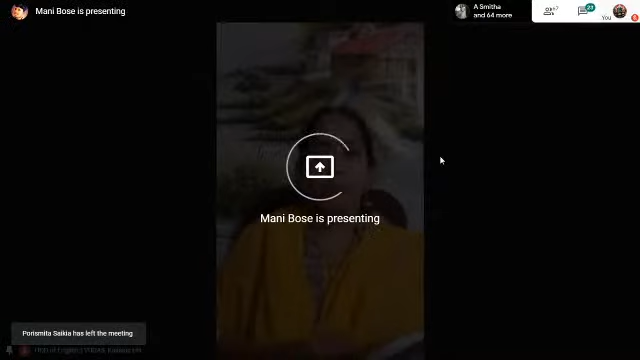 Mani Bose is presenting
A Smitha
and 64 more
27
You
Mani Bose is presenting
Porismita Saikia has left the meeting